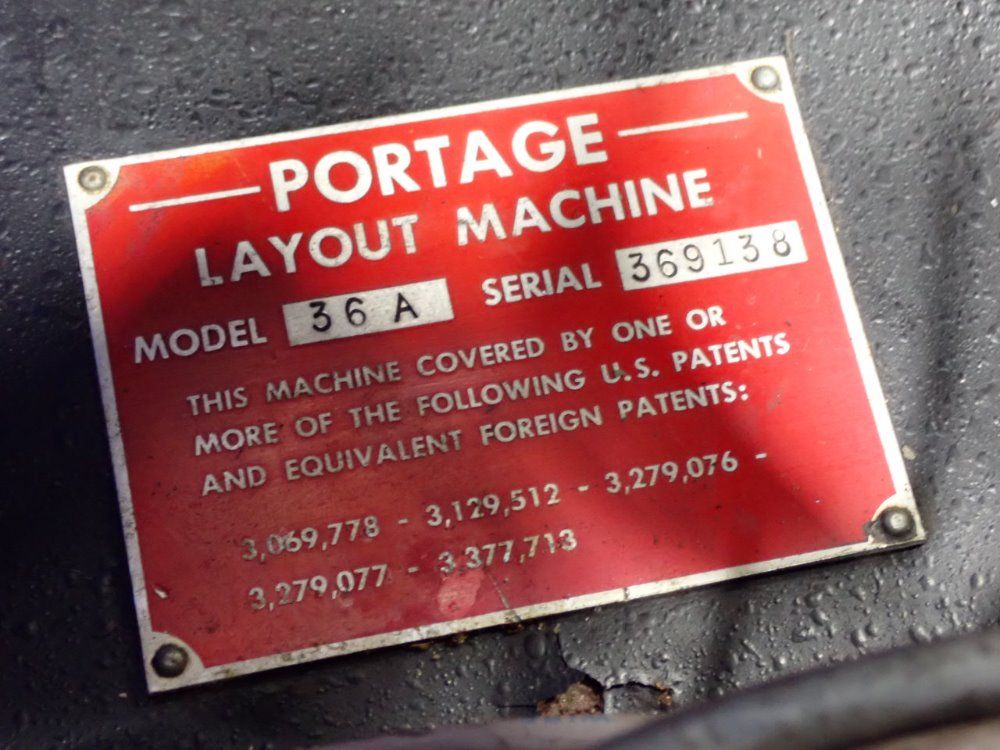 PORTAGE
LAYOUT MACHINE
MODEL 36 A SERIAL 369138
THIS MACHINE COVERED BY ONE OR
MORE OF THE FOLLOWING U.S. PATENTS
AND EQUIVALENT FOREIGN PATENTS:
3,069,778 - 3,129,512 - 3,279,076 -
3,279,077 - 3,377,713